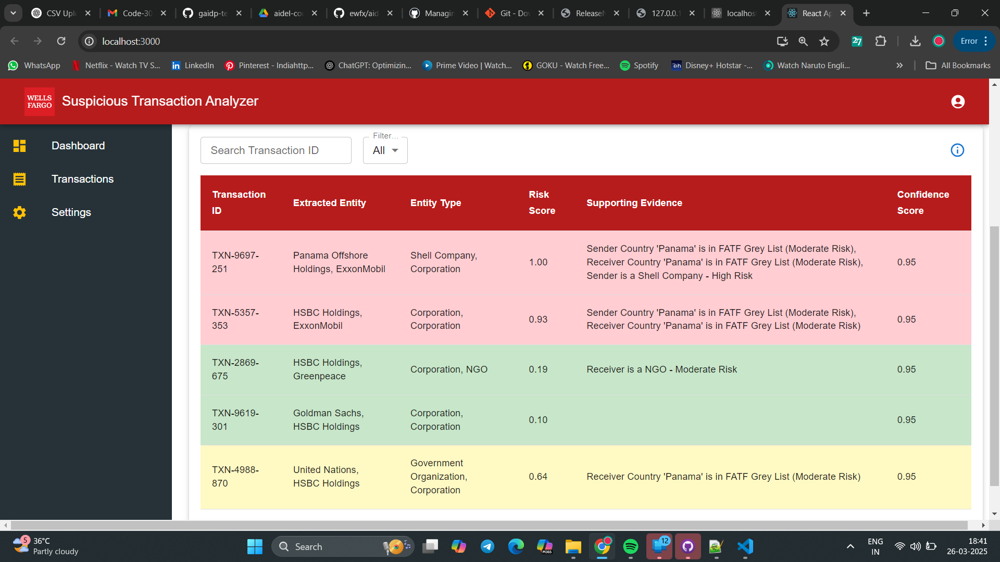 CSV Uplo
Code-30
gaidp-te
aidel-co
ewfx/aid
Managin
Git - Dow
ReleaseN
127.0.0.1
localhos
React Ap
localhost:3000
27
Error
WhatsApp
Netflix - Watch TV S...
LinkedIn
Pinterest - Indiahttp...
ChatGPT: Optimizin...
Prime Video | Watch...
GOKU - Watch Free...
Spotify
Disney+ Hotstar -...
Watch Naruto Engli...
All Bookmarks
WELLS
FARGO
Suspicious Transaction Analyzer
Dashboard
Transactions
Settings
Search Transaction ID
Filter...
All
Transaction
ID
Extracted Entity
Entity Type
Risk
Score
Supporting Evidence
Confidence
Score
TXN-9697-
251
Panama Offshore
Holdings, ExxonMobil
Shell Company,
Corporation
1.00
Sender Country 'Panama' is in FATF Grey List (Moderate Risk),
Receiver Country 'Panama' is in FATF Grey List (Moderate Risk),
Sender is a Shell Company - High Risk
0.95
TXN-5357-
353
HSBC Holdings,
ExxonMobil
Corporation,
Corporation
0.93
Sender Country 'Panama' is in FATF Grey List (Moderate Risk),
Receiver Country 'Panama' is in FATF Grey List (Moderate Risk)
0.95
TXN-2869-
675
HSBC Holdings,
Greenpeace
Corporation, NGO
0.19
Receiver is a NGO - Moderate Risk
0.95
TXN-9619-
301
Goldman Sachs,
HSBC Holdings
Corporation,
Corporation
0.10
0.95
TXN-4988-
870
United Nations,
HSBC Holdings
Government
Organization,
Corporation
0.64
Receiver Country 'Panama' is in FATF Grey List (Moderate Risk)
0.95
5
36°C
Partly cloudy
Search
M365
12
ENG
IN
18:41
26-03-2025